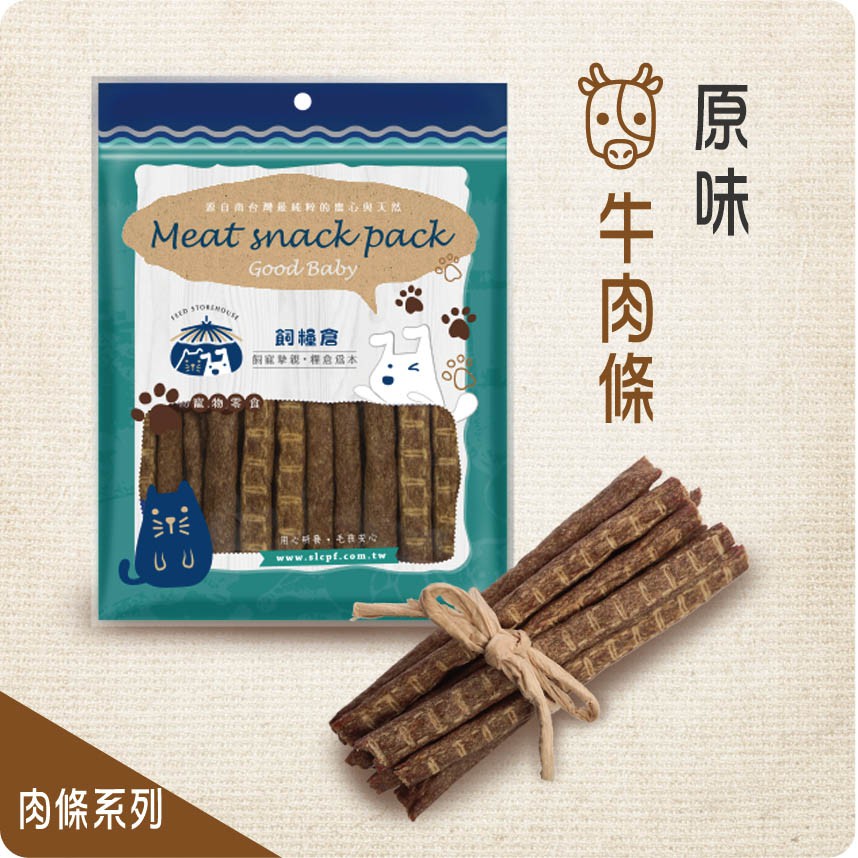 原味
牛肉條
源自南台灣最純粹的實心與天然
Meat snack pack
Good Baby
FEED STOREHOUSE
飼糧倉
飼寵摯親・糧倉為本
寵物零食
用心研發・毛孩安心
www.slcpf.com.tw
肉條系列